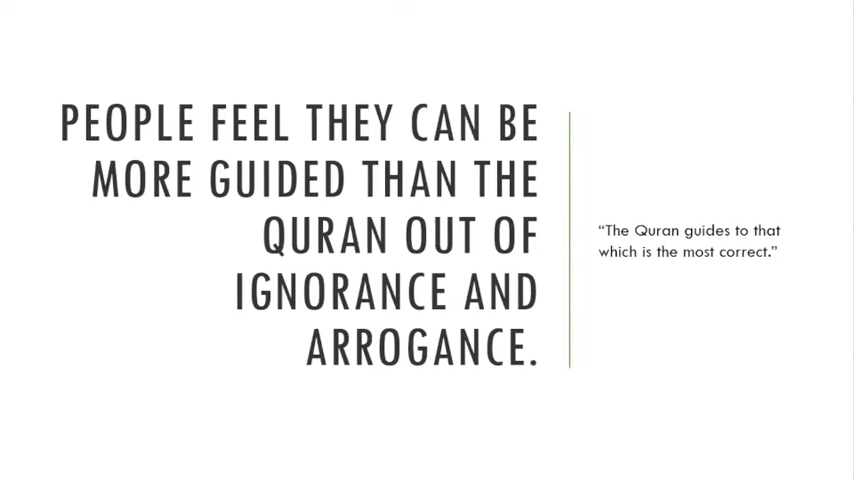 PEOPLE FEEL THEY CAN BE
MORE GUIDED THAN THE
QURAN OUT OF
IGNORANCE AND
ARROGANCE.
“The Quran guides to that
which is the most correct.”